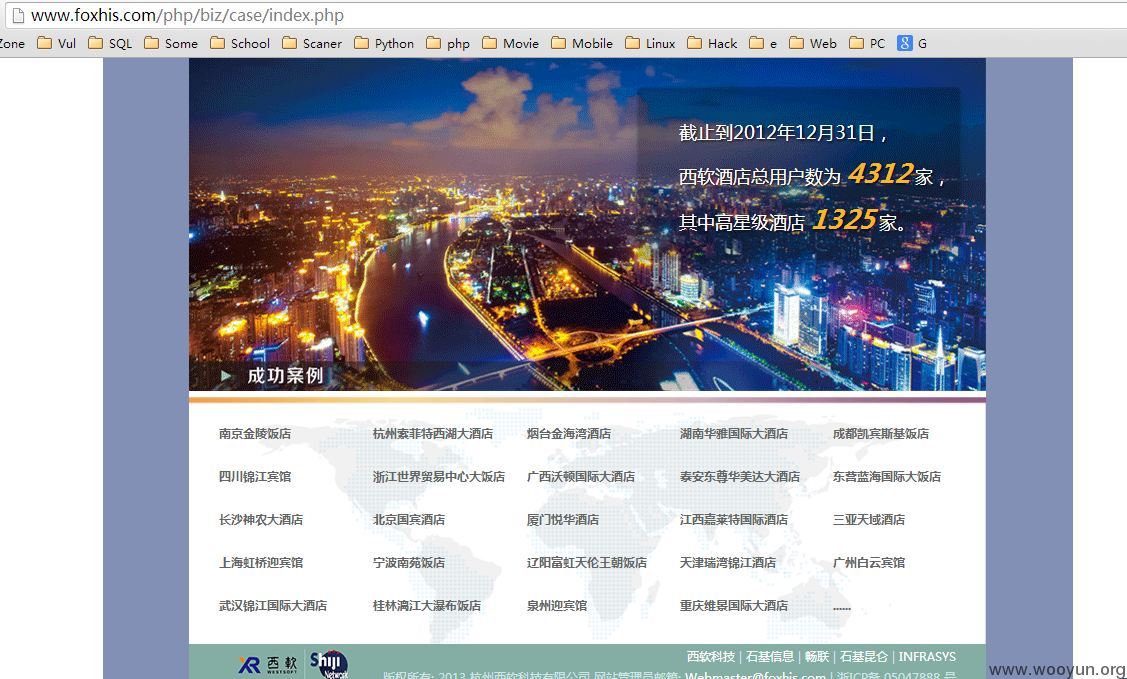 www.foxhis.com/php/biz/case/index.php
Zone Vul SQL Some School Scaner Python php Movie Mobile Linux Hack e Web PC G
截止到2012年12月31日，
西软酒店总用户数为 4312 家，
其中高星级酒店 1325 家。
成功案例
南京金陵饭店 杭州索菲特西湖大酒店 烟台金海湾酒店 湖南华雅国际大酒店 成都凯宾斯基饭店
四川锦江宾馆 浙江世界贸易中心大饭店 广西沃顿国际大酒店 泰安东尊华美达大酒店 东营蓝海国际大饭店
长沙神农大酒店 北京国宾酒店 厦门悦华酒店 江西嘉莱特国际酒店 三亚天域酒店
上海虹桥迎宾馆 宁波南苑饭店 辽阳富虹天伦王朝饭店 天津瑞湾锦江酒店 广州白云宾馆
武汉锦江国际大酒店 桂林漓江大瀑布饭店 泉州迎宾馆 重庆维景国际大酒店 ......
XR 西软 WESTSOFT Shiji Network
西软科技 | 石基信息 | 畅联 | 石基昆仑 | INFRASYS
版权所有: 2013 杭州西软科技有限公司 网站管理员邮箱: Webmaster@foxhis.com | 浙ICP备 05047888 号
www.wooyun.org